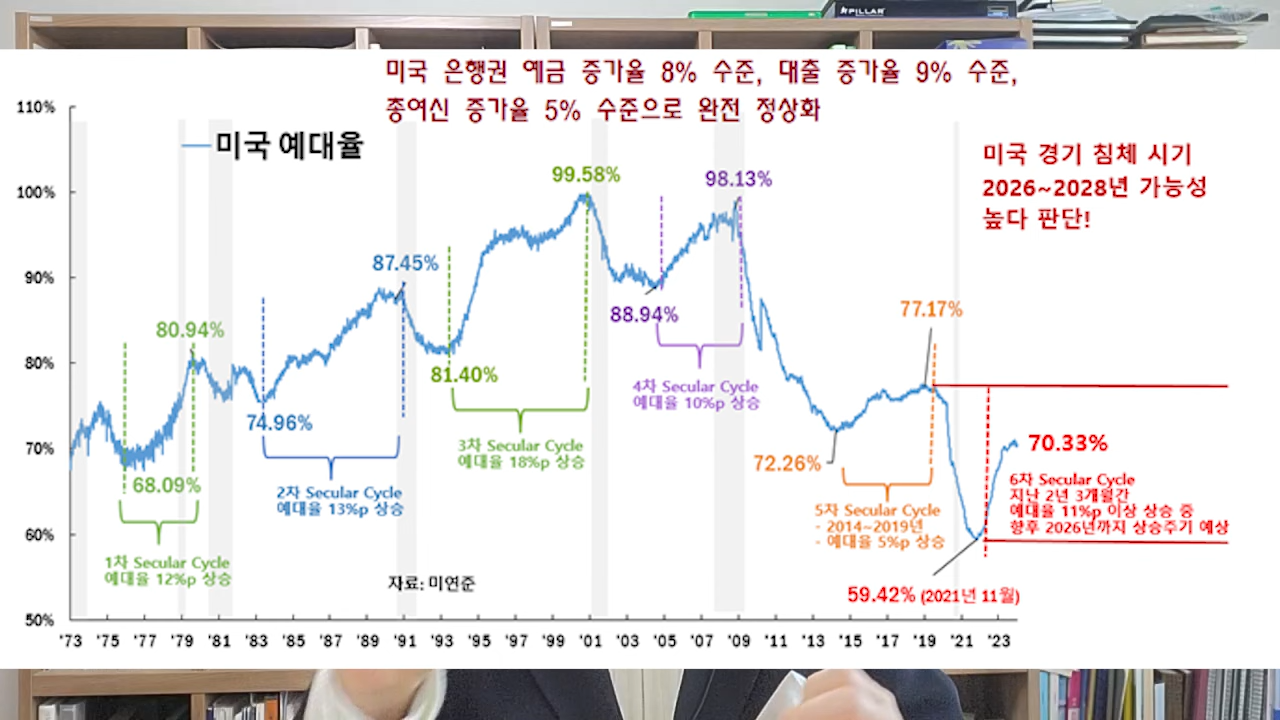 PILLAR
미국 은행권 예금 증가율 8% 수준, 대출 증가율 9% 수준,
총여신 증가율 5% 수준으로 완전 정상화
미국 예대율
미국 경기 침체 시기
2026~2028년 가능성
높다 판단!
110%
100%
90%
80%
70%
60%
50%
80.94%
68.09%
1차 Secular Cycle
예대율 12%p 상승
87.45%
74.96%
2차 Secular Cycle
예대율 13%p 상승
99.58%
81.40%
3차 Secular Cycle
예대율 18%p 상승
98.13%
88.94%
4차 Secular Cycle
예대율 10%p 상승
77.17%
72.26%
5차 Secular Cycle
- 2014~2019년
- 예대율 5%p 상승
70.33%
6차 Secular Cycle
지난 2년 3개월간
예대율 11%p 이상 상승 중
향후 2026년까지 상승주기 예상
59.42% (2021년 11월)
자료: 미연준
'73 '75 '77 '79 '81 '83 '85 '87 '89 '91 '93 '95 '97 '99 '01 '03 '05 '07 '09 '11 '13 '15 '17 '19 '21 '23